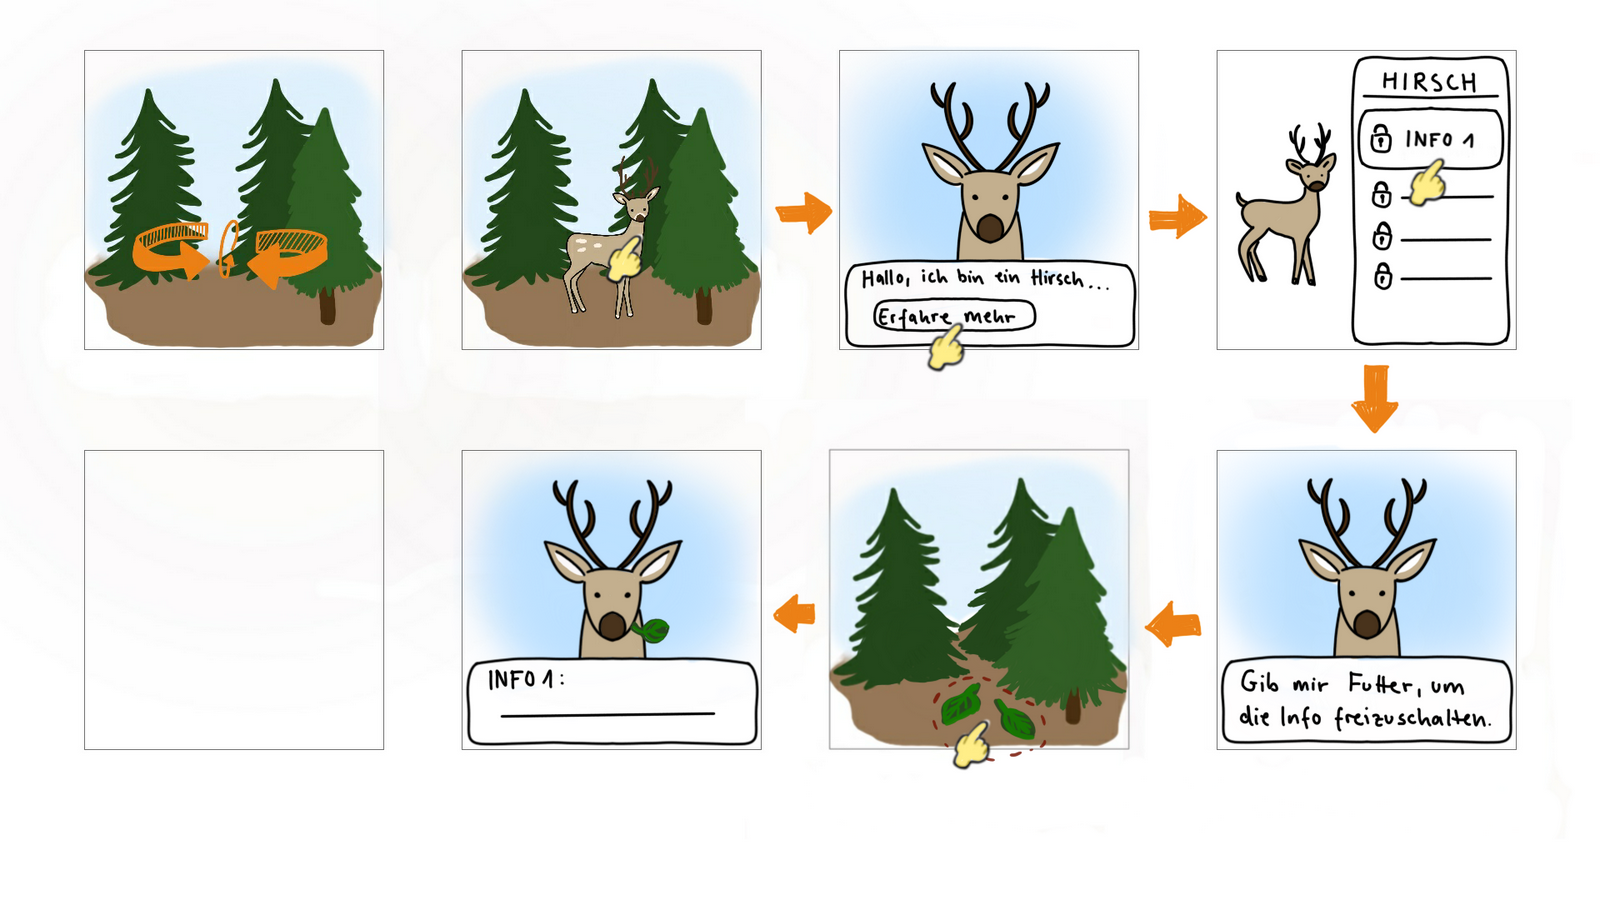 Hallo, ich bin ein Hirsch...
Erfahre mehr
HIRSCH
INFO 1
Gib mir Futter, um
die Info freizuschalten.
INFO 1: